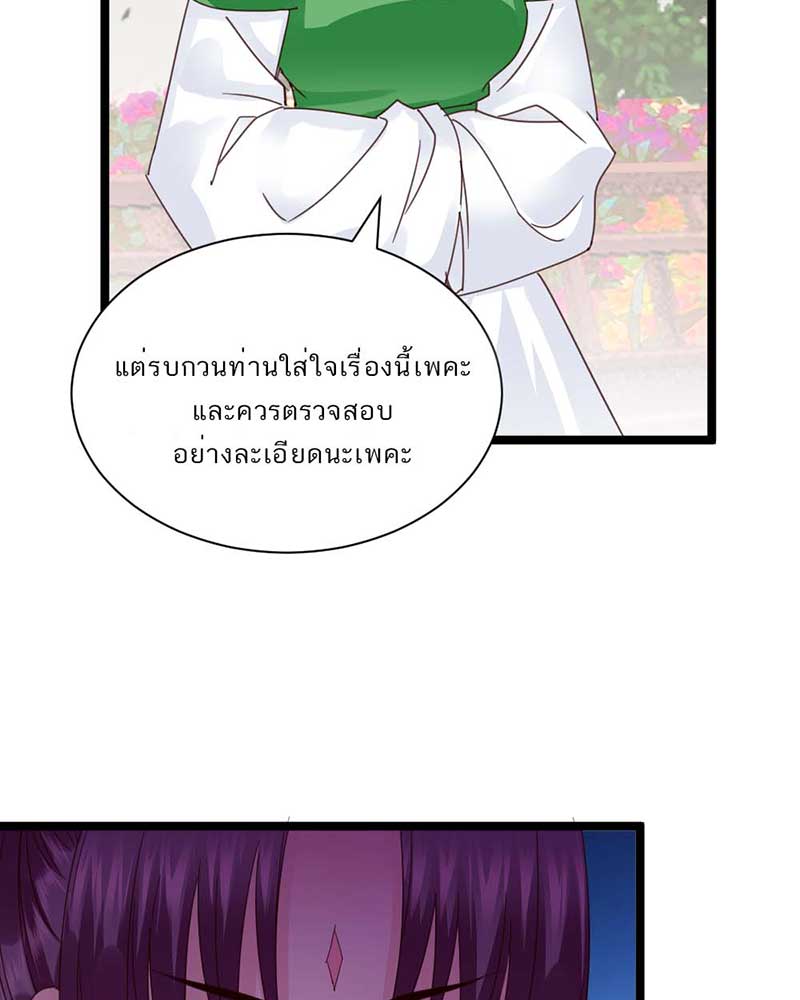 แต่รบกวนท่านใส่ใจเรื่องนี้เพคะ
และควรตรวจสอบ
อย่างละเอียดนะเพคะ